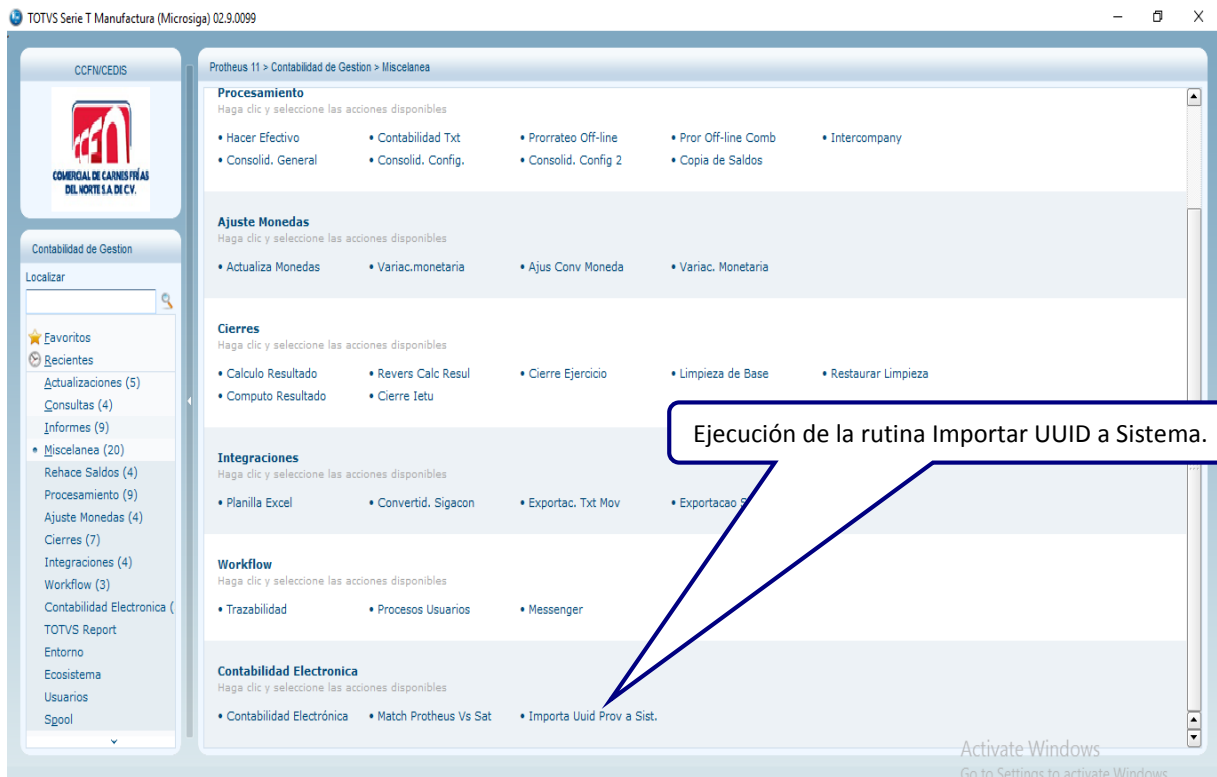 TOTVS Serie T Manufactura (Microsiga) 02.9.0099
CCFN/CEDIS
CCFN
COMERCIAL DE CARNES FRÍAS
DEL NORTE S.A. DE C.V.
Contabilidad de Gestion
Localizar
Favoritos
Recientes
Actualizaciones (5)
Consultas (4)
Informes (9)
• Miscelanea (20)
Rehace Saldos (4)
Procesamiento (9)
Ajuste Monedas (4)
Cierres (7)
Integraciones (4)
Workflow (3)
Contabilidad Electronica (
TOTVS Report
Entorno
Ecosistema
Usuarios
Spool
Protheus 11 > Contabilidad de Gestion > Miscelanea
Procesamiento
Haga clic y seleccione las acciones disponibles
• Hacer Efectivo • Contabilidad Txt • Prorrateo Off-line • Pror Off-line Comb • Intercompany
• Consolid. General • Consolid. Config. • Consolid. Config 2 • Copia de Saldos
Ajuste Monedas
Haga clic y seleccione las acciones disponibles
• Actualiza Monedas • Variac.monetaria • Ajus Conv Moneda • Variac. Monetaria
Cierres
Haga clic y seleccione las acciones disponibles
• Calculo Resultado • Revers Calc Resul • Cierre Ejercicio • Limpieza de Base • Restaurar Limpieza
• Computo Resultado • Cierre Ietu
Ejecución de la rutina Importar UUID a Sistema.
Integraciones
Haga clic y seleccione las acciones disponibles
• Planilla Excel • Convertid. Sigacon • Exportac. Txt Mov • Exportacao
Workflow
Haga clic y seleccione las acciones disponibles
• Trazabilidad • Procesos Usuarios • Messenger
Contabilidad Electronica
Haga clic y seleccione las acciones disponibles
• Contabilidad Electrónica • Match Protheus Vs Sat • Importa Uuid Prov a Sist.
Activate Windows
Go to Settings to activate Windows.